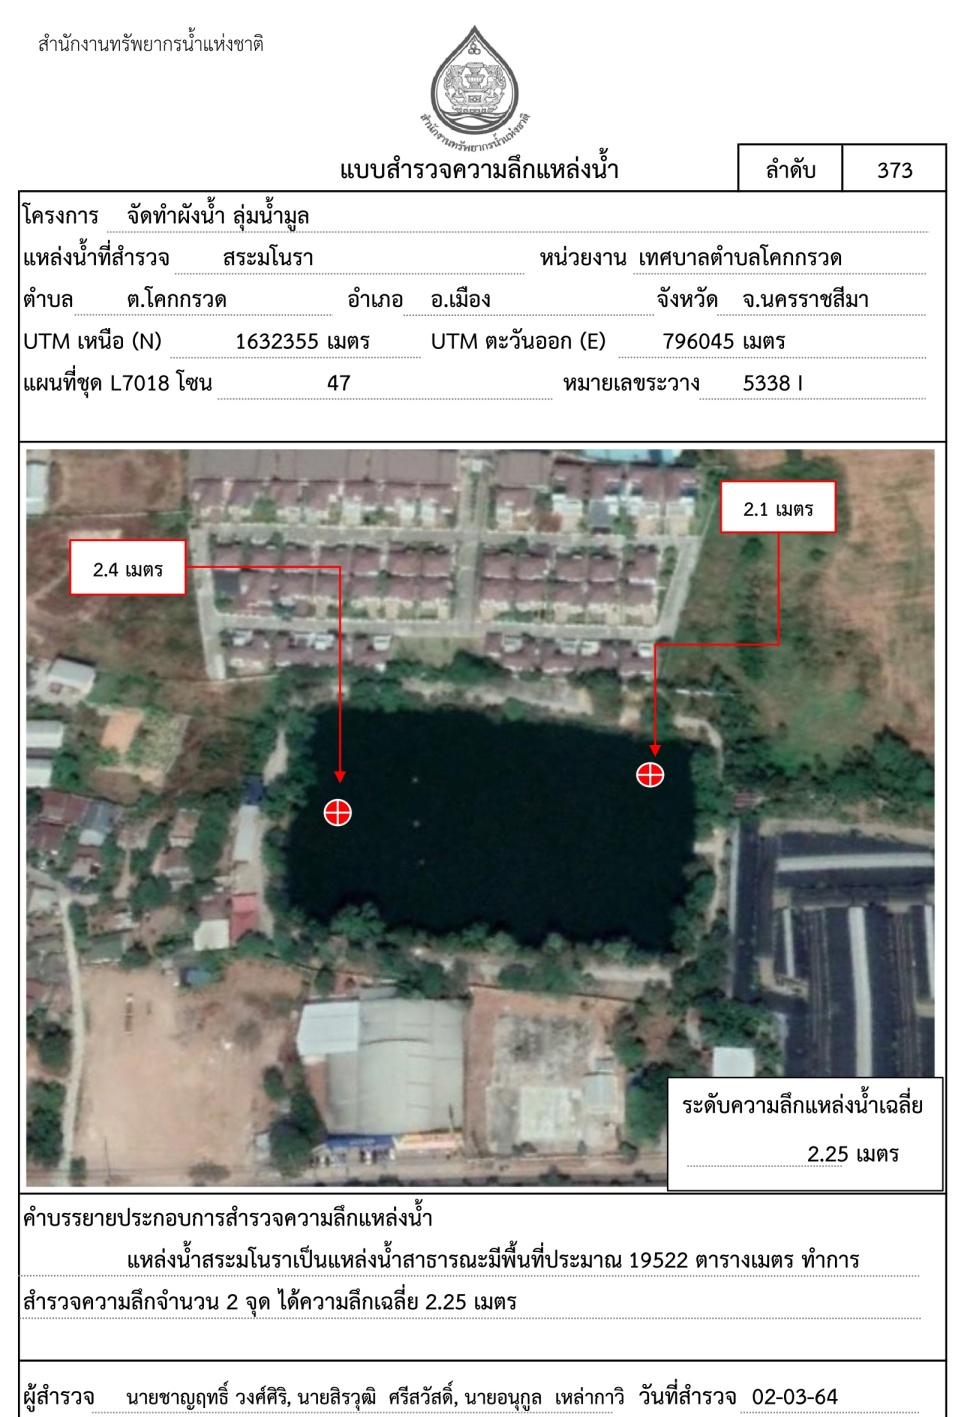 สำนักงานทรัพยากรน้ำแห่งชาติ
สำนักงานทรัพยากรน้ำแห่งชาติ
แบบสำรวจความลึกแหล่งน้ำ ลำดับ 373
โครงการ จัดทำผังน้ำ ลุ่มน้ำมูล
แหล่งน้ำที่สำรวจ สระมโนรา หน่วยงาน เทศบาลตำบลโคกกรวด
ตำบล ต.โคกกรวด อำเภอ อ.เมือง จังหวัด จ.นครราชสีมา
UTM เหนือ (N) 1632355 เมตร UTM ตะวันออก (E) 796045 เมตร
แผนที่ชุด L7018 โซน 47 หมายเลขระวาง 5338 I
2.1 เมตร
2.4 เมตร
ระดับความลึกแหล่งน้ำเฉลี่ย
2.25 เมตร
คำบรรยายประกอบการสำรวจความลึกแหล่งน้ำ
แหล่งน้ำสระมโนราเป็นแหล่งน้ำสาธารณะมีพื้นที่ประมาณ 19522 ตารางเมตร ทำการ
สำรวจความลึกจำนวน 2 จุด ได้ความลึกเฉลี่ย 2.25 เมตร
ผู้สำรวจ นายชาญฤทธิ์ วงศ์ศิริ, นายสิรวุฒิ ศรีสวัสดิ์, นายอนุกูล เหล่ากาวิ วันที่สำรวจ 02-03-64